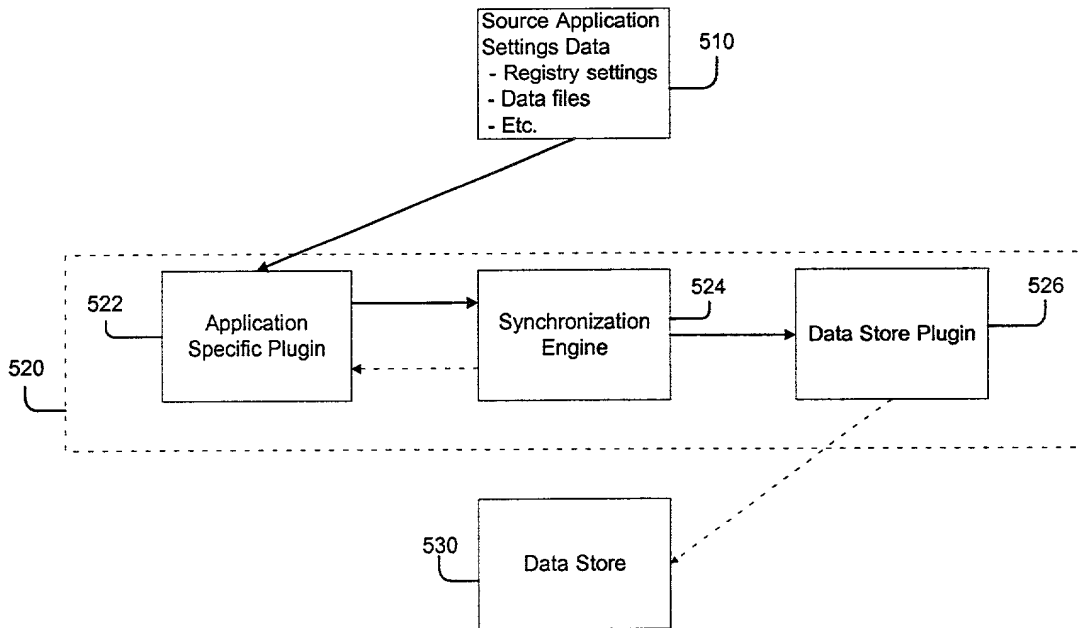 Source Application
Settings Data
- Registry settings
- Data files
- Etc.
510
522
Application
Specific Plugin
Synchronization
Engine
524
Data Store Plugin
526
520
530
Data Store